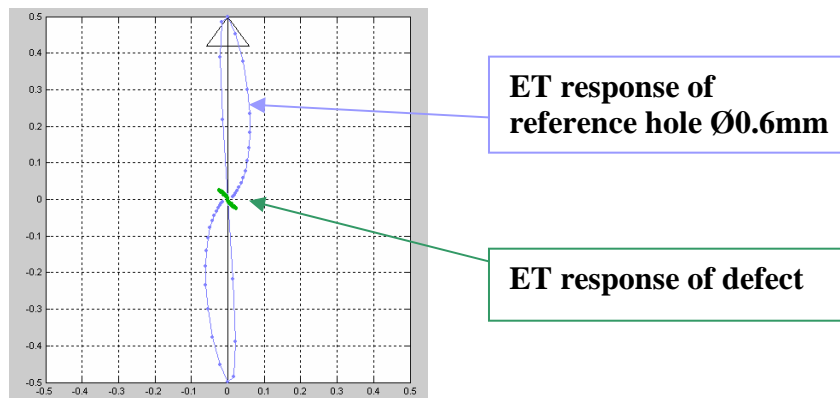 0.5
0.4
0.3
0.2
0.1
0
-0.1
-0.2
-0.3
-0.4
-0.5
-0.5 -0.4 -0.3 -0.2 -0.1 0 0.1 0.2 0.3 0.4 0.5
ET response of
reference hole Ø0.6mm
ET response of defect